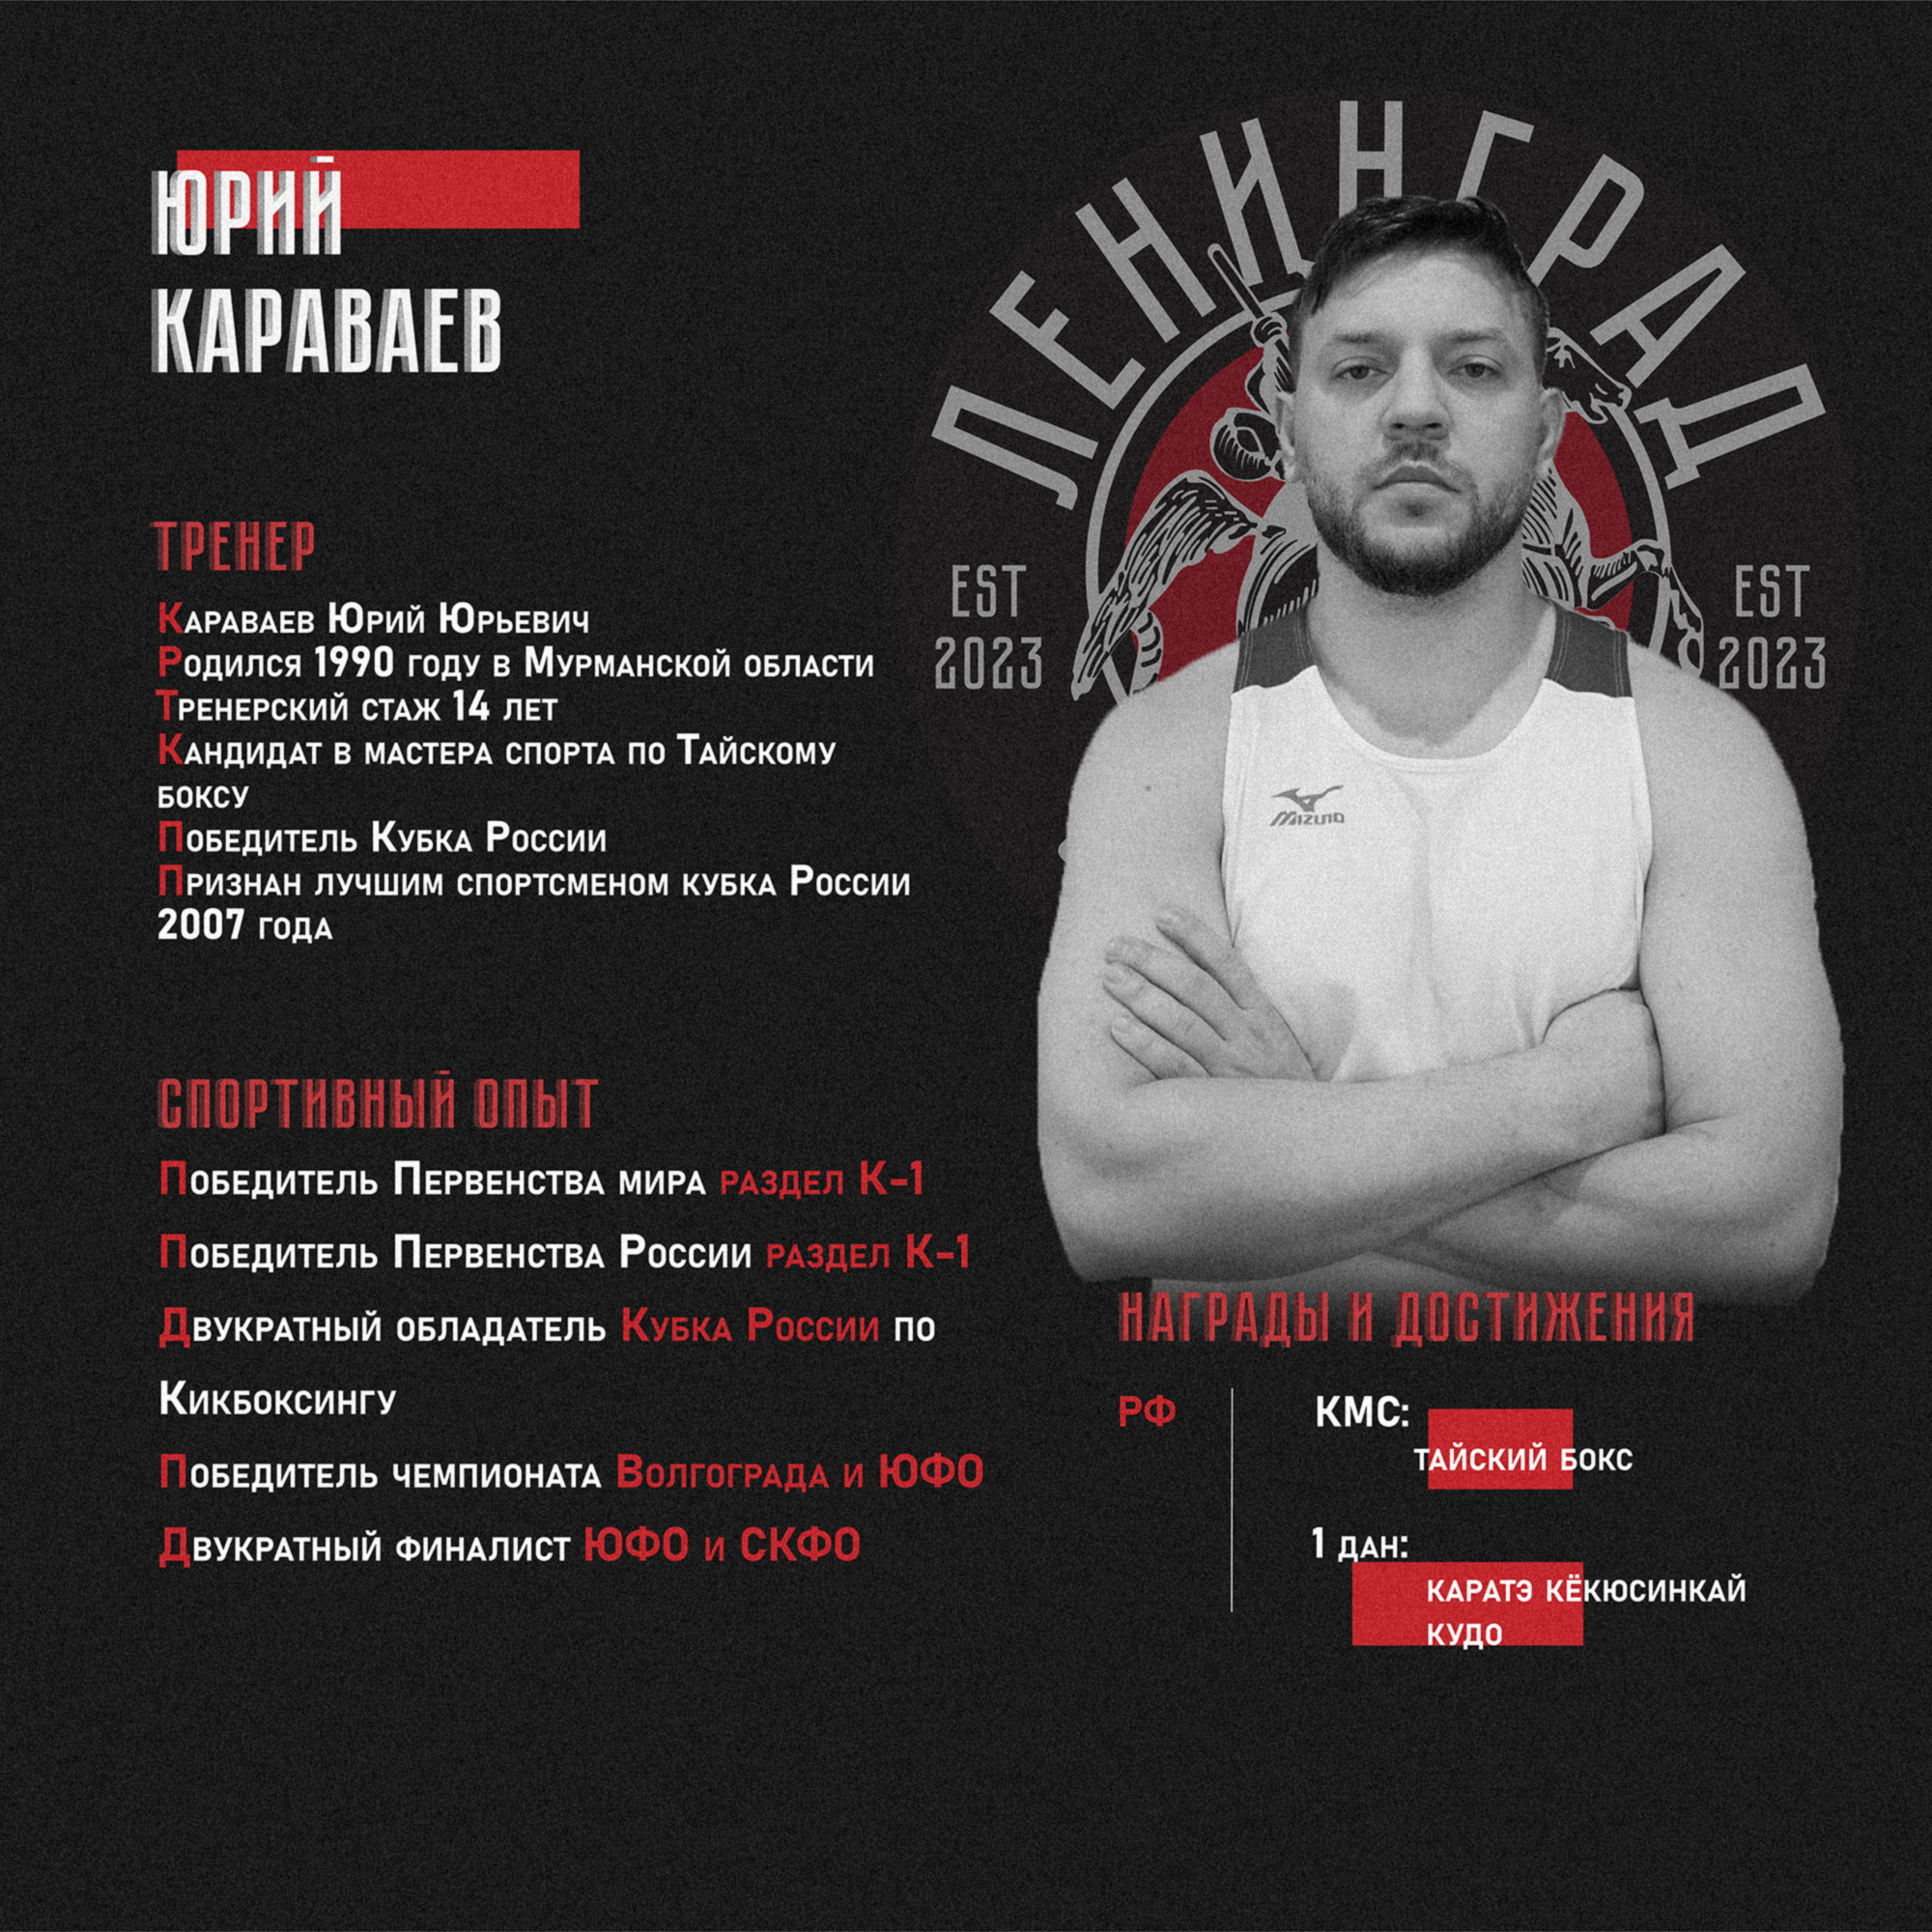 ЮРИЙ
КАРАВАЕВ
ТРЕНЕР
Караваев Юрий Юрьевич
Родился 1990 году в Мурманской области
Тренерский стаж 14 лет
Кандидат в мастера спорта по Тайскому
боксу
Победитель Кубка России
Признан лучшим спортсменом кубка России
2007 года
СПОРТИВНЫЙ ОПЫТ
Победитель Первенства мира раздел К-1
Победитель Первенства России раздел К-1
Двукратный обладатель Кубка России по
Кикбоксингу
Победитель чемпионата Волгограда и ЮФО
Двукратный финалист ЮФО и СКФО
ЛЕНИНГРАД
EST
2023
EST
2023
MIZUNO
НАГРАДЫ И ДОСТИЖЕНИЯ
РФ
КМС:
ТАЙСКИЙ БОКС
1 дан:
КАРАТЭ КЁКЮСИНКАЙ
КУДО